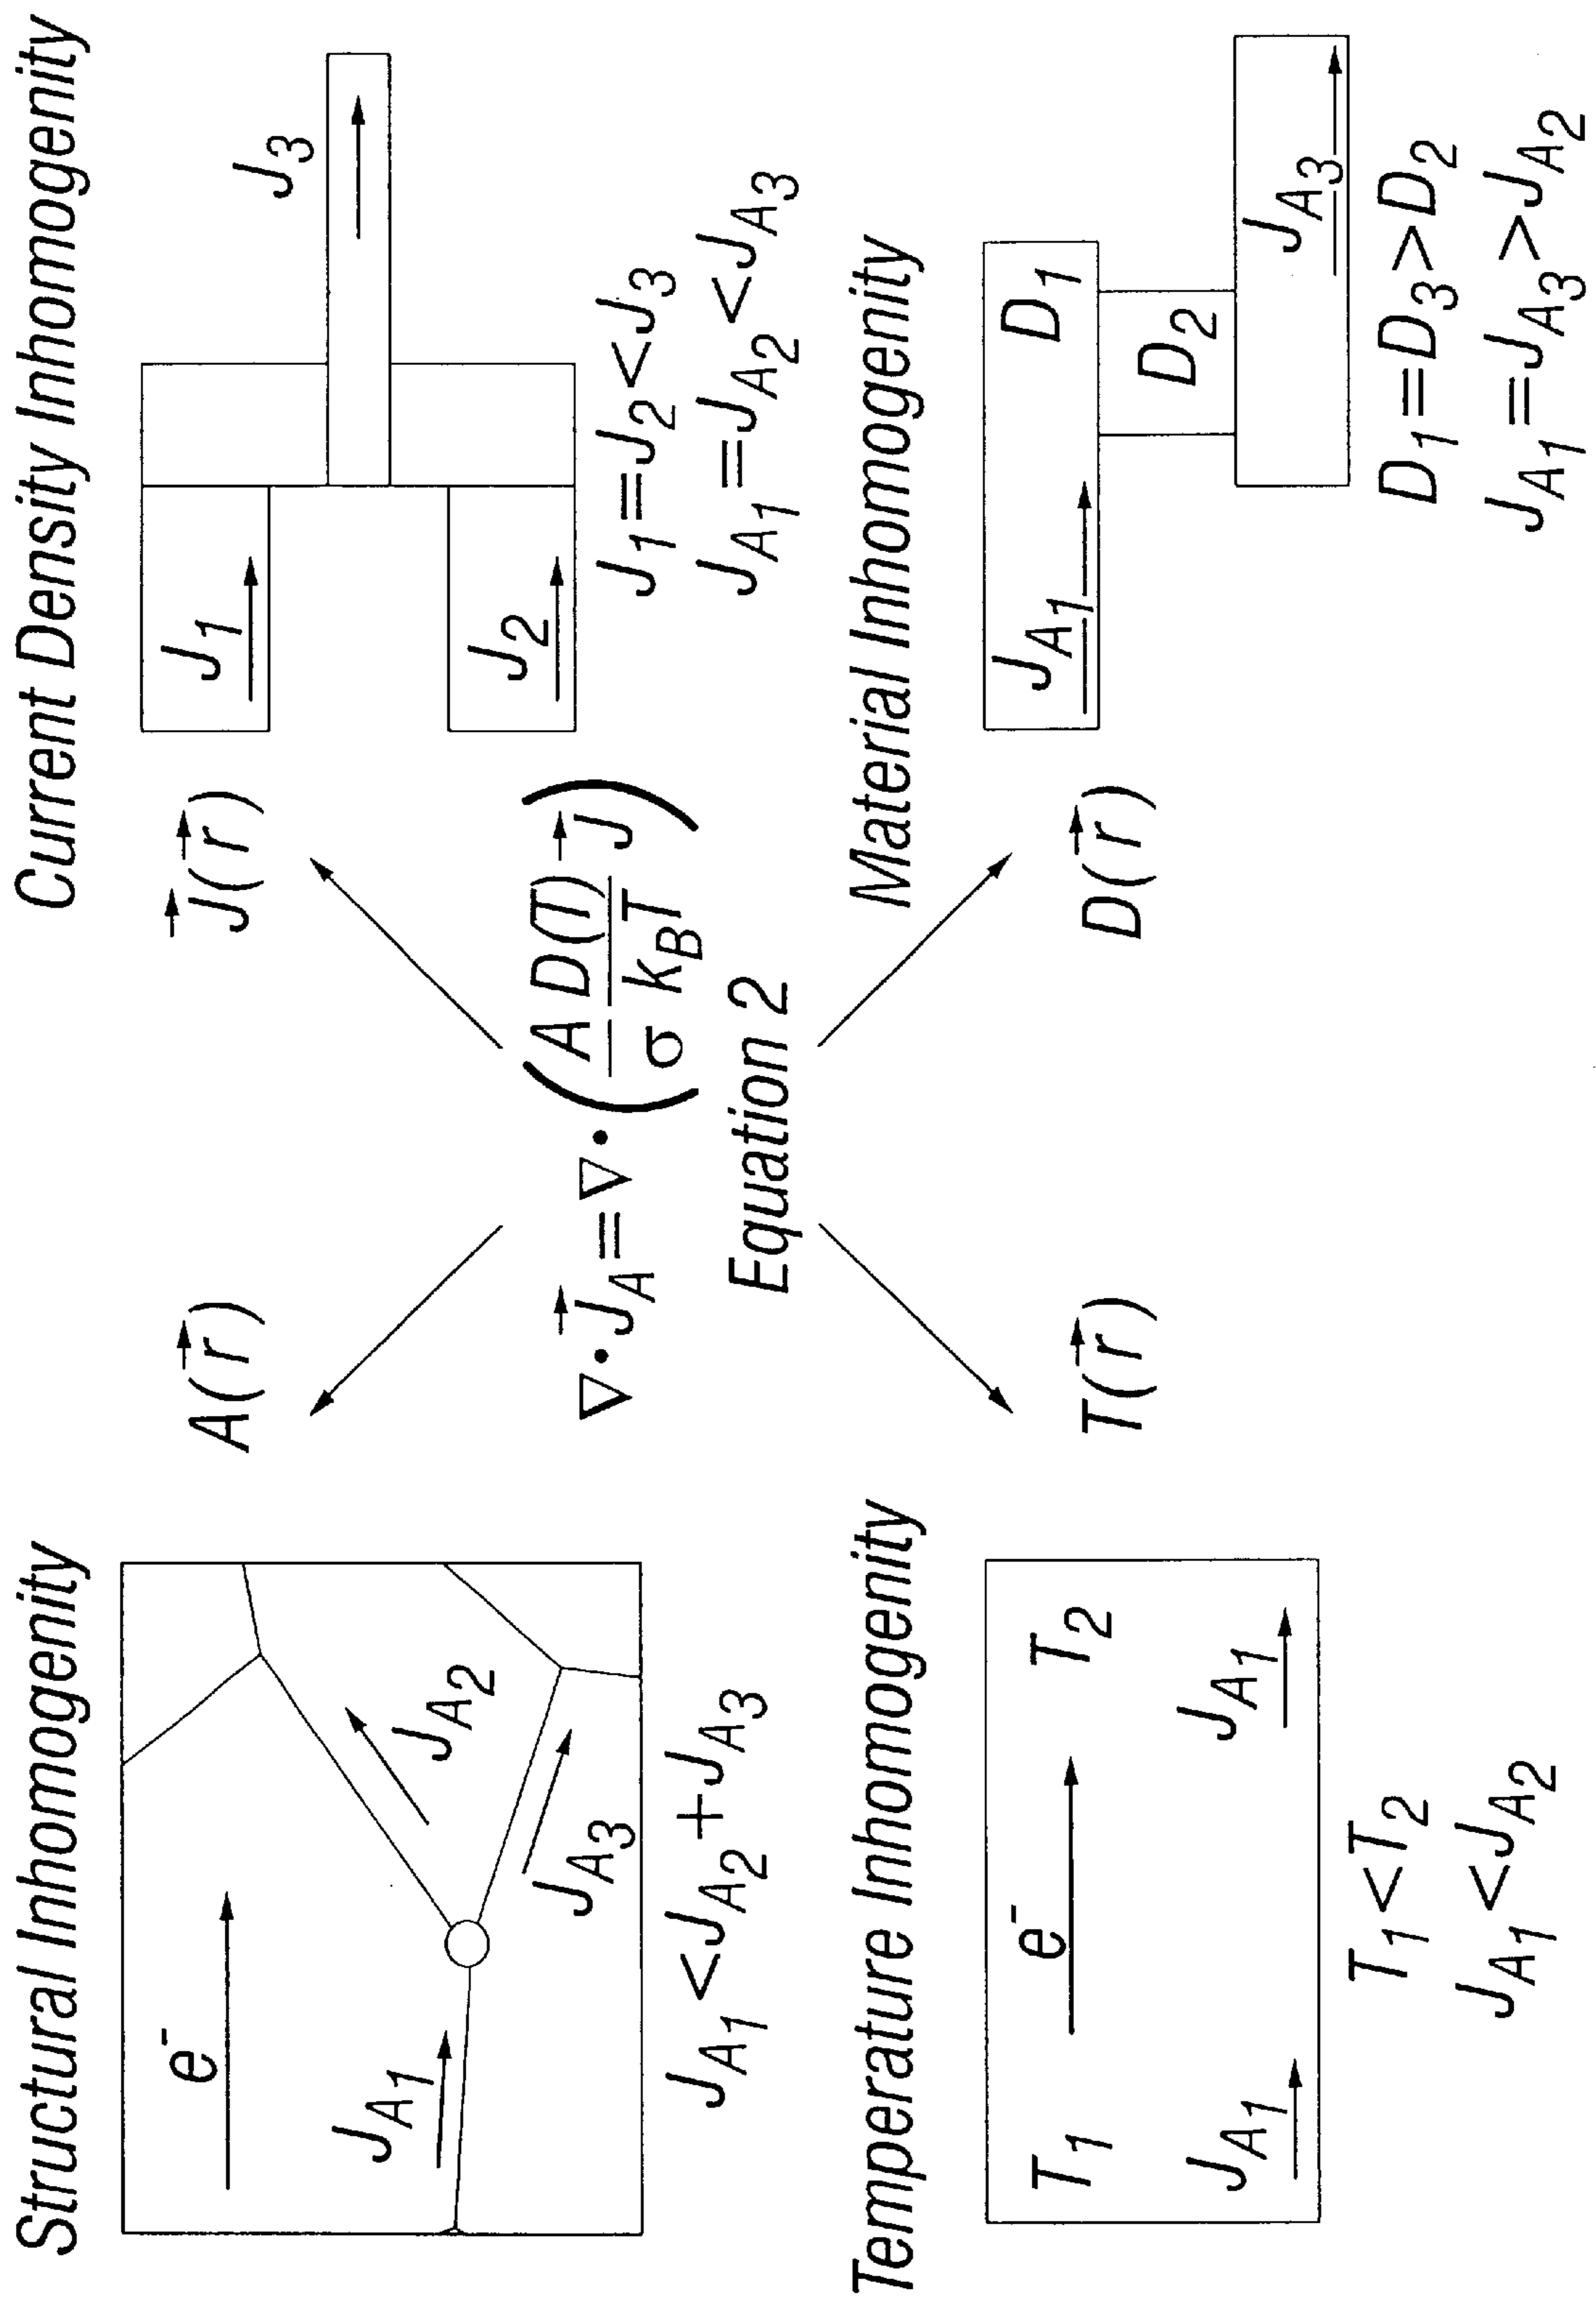 Structural Inhomogenity
e⁻
J_A1
J_A2
J_A3
J_A1 < J_A2 + J_A3
A(r⃗)
Current Density Inhomogenity
J⃗(r⃗)
J_1
J_2
J_3
J_1 = J_2 < J_3
J_A1 = J_A2 < J_A3
∇•J⃗_A = ∇•(A D(T) / σ k_B T J⃗)
Equation 2
Temperature Inhomogenity
T_1
e⁻
T_2
J_A1
J_A1
T_1 < T_2
J_A1 < J_A2
T(r⃗)
Material Inhomogenity
D(r⃗)
J_A1
D_1
D_2
J_A3
D_1 = D_3 > D_2
J_A1 = J_A3 > J_A2